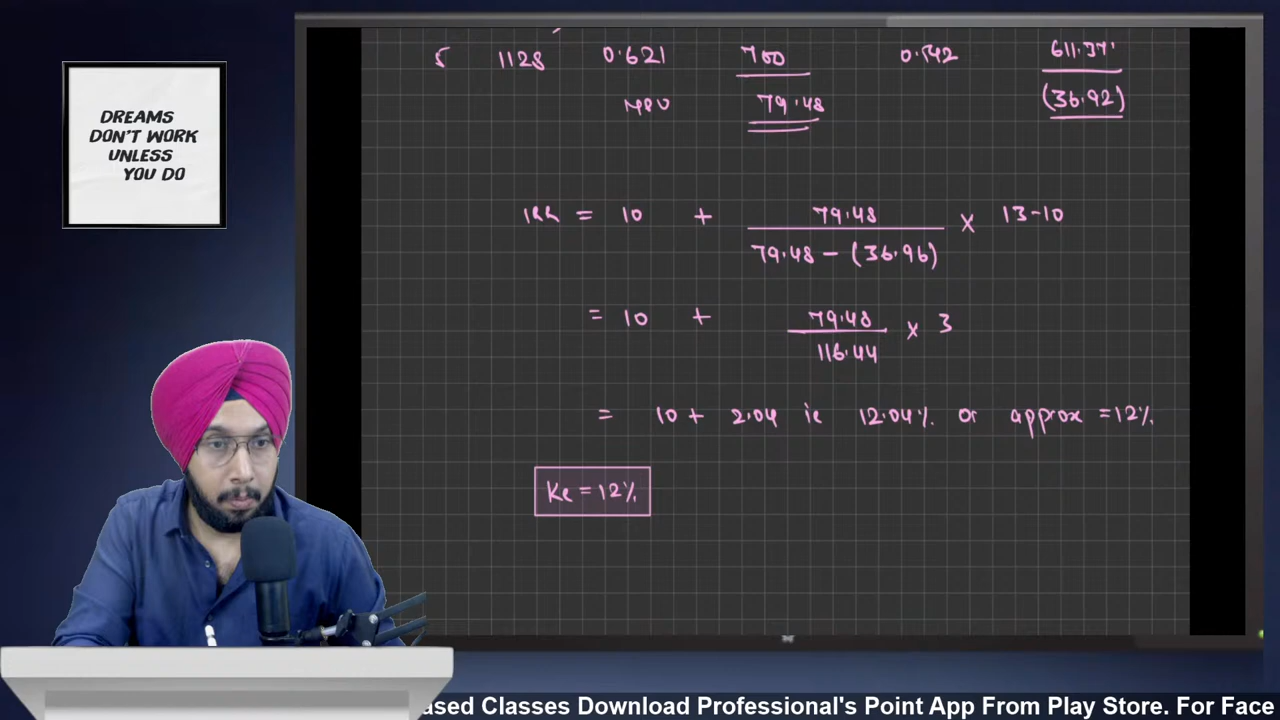 DREAMS
DON'T WORK
UNLESS
YOU DO
5 1128 0.621 700 0.542 611.37
NPV 79.48 (36.92)
IRR = 10 + 79.48 / 79.48 - (36.96) × 13-10
= 10 + 79.48 / 116.44 × 3
= 10 + 2.04 ie 12.04% or approx = 12%
Ke = 12%
ased Classes Download Professional's Point App From Play Store. For Face